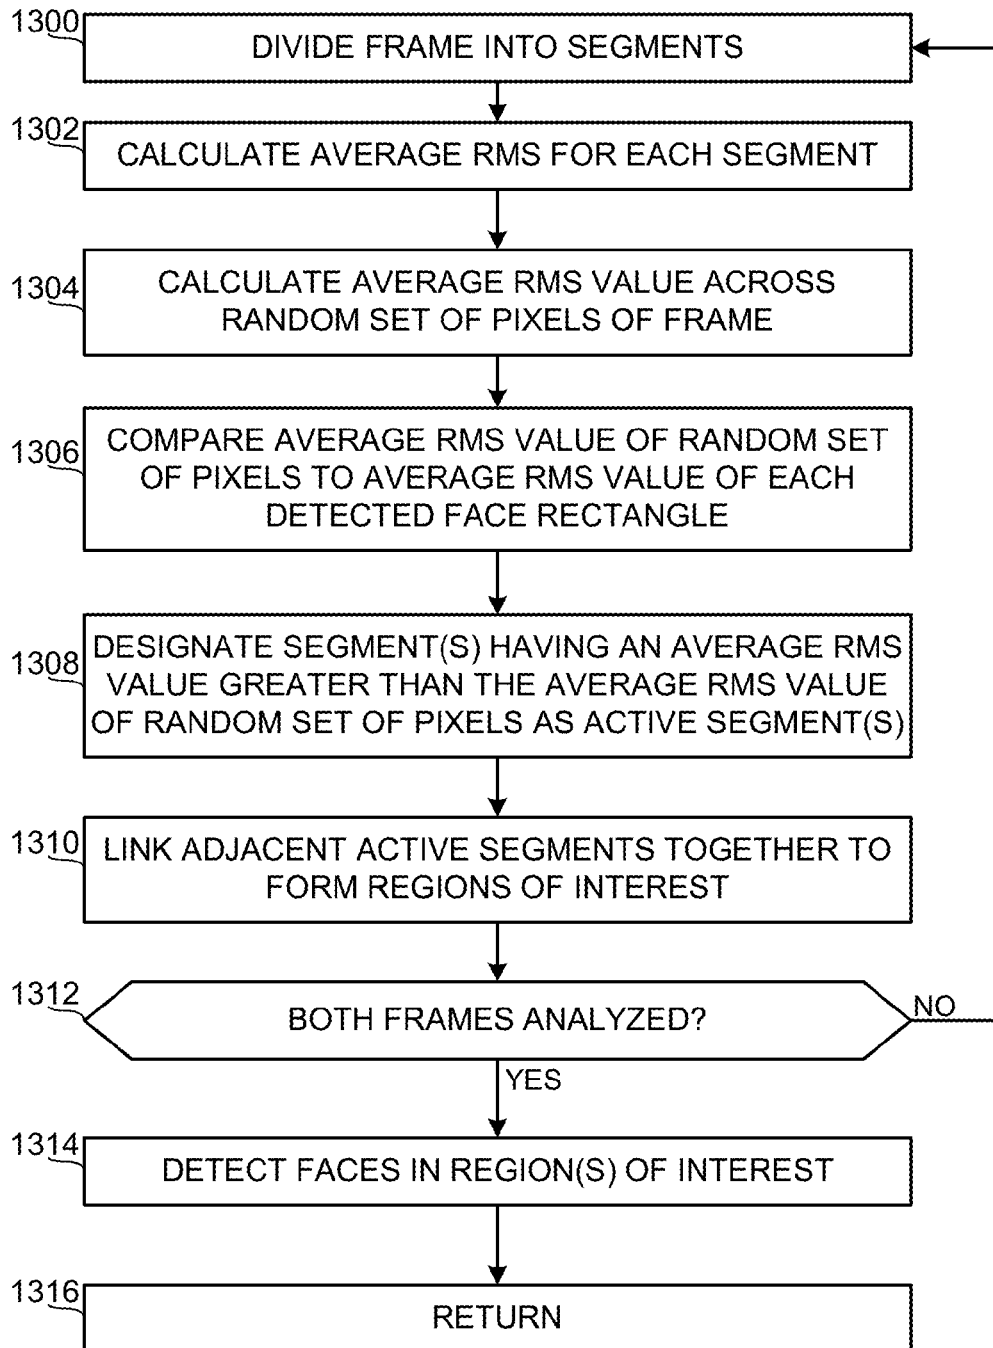 1300
DIVIDE FRAME INTO SEGMENTS
1302
CALCULATE AVERAGE RMS FOR EACH SEGMENT
1304
CALCULATE AVERAGE RMS VALUE ACROSS
RANDOM SET OF PIXELS OF FRAME
1306
COMPARE AVERAGE RMS VALUE OF RANDOM SET
OF PIXELS TO AVERAGE RMS VALUE OF EACH
DETECTED FACE RECTANGLE
1308
DESIGNATE SEGMENT(S) HAVING AN AVERAGE RMS
VALUE GREATER THAN THE AVERAGE RMS VALUE
OF RANDOM SET OF PIXELS AS ACTIVE SEGMENT(S)
1310
LINK ADJACENT ACTIVE SEGMENTS TOGETHER TO
FORM REGIONS OF INTEREST
1312
BOTH FRAMES ANALYZED?
NO
YES
1314
DETECT FACES IN REGION(S) OF INTEREST
1316
RETURN